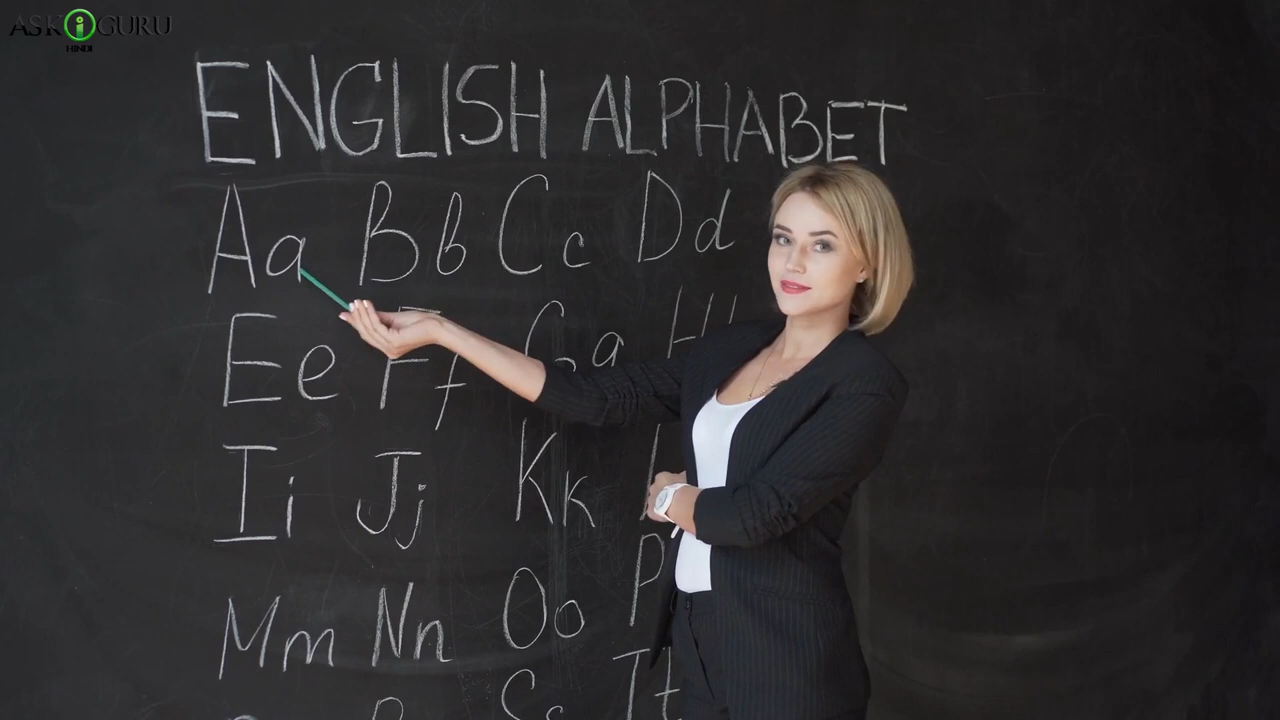 ASK iGURU
HINDI
ENGLISH ALPHABET
Aa Bb Cc Dd
Ee Ff Gg H
Ii Jj Kk
Mm Nn Oo P
Ss Tt